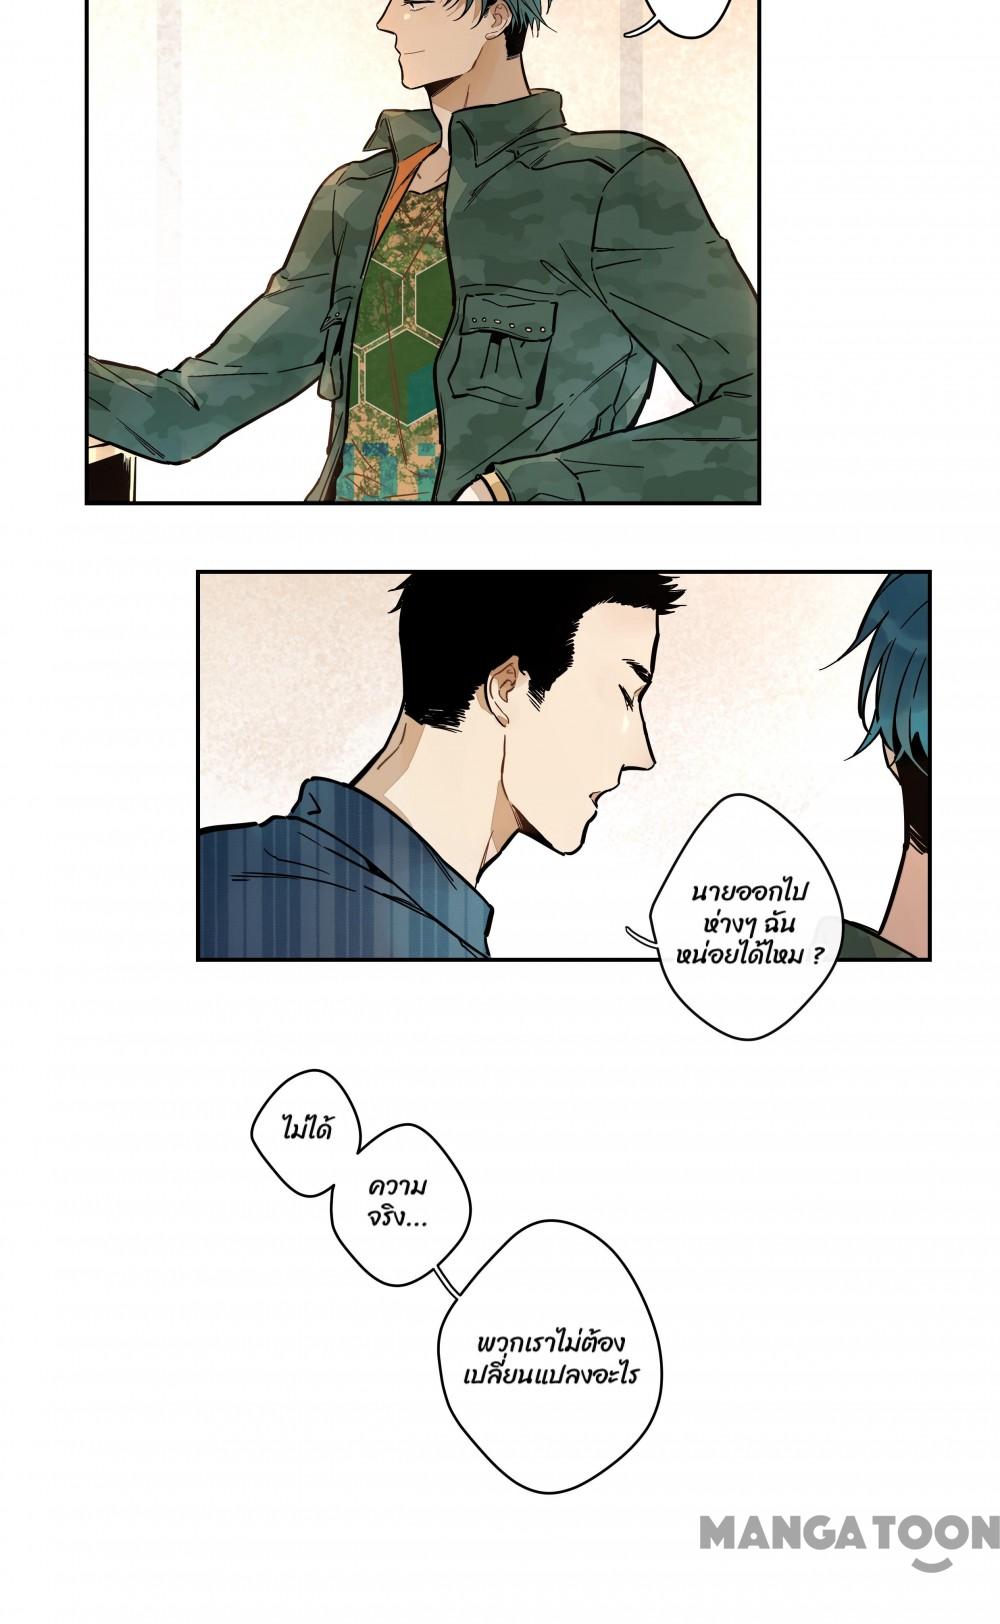 นายออกไป
ห่างๆ ฉัน
หน่อยได้ไหม ?
ไม่ได้
ความ
จริง...
พวกเราไม่ต้อง
เปลี่ยนแปลงอะไร
MANGATOON